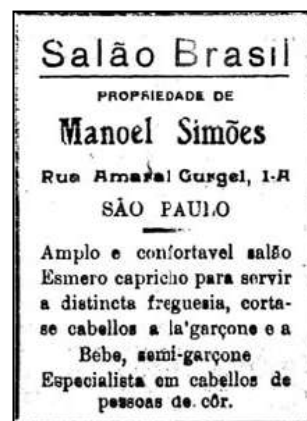 Salão Brasil
PROPRIEDADE DE
Manoel Simões
Rua Amaral Gurgel, 1-A
SÃO PAULO
Amplo e confortavel salão
Esmero capricho para servir
a distincta freguesia, corta-
se cabellos a la'garçone e a
Bebe, semi-garçone
Especialista em cabellos de
pessoas de côr.